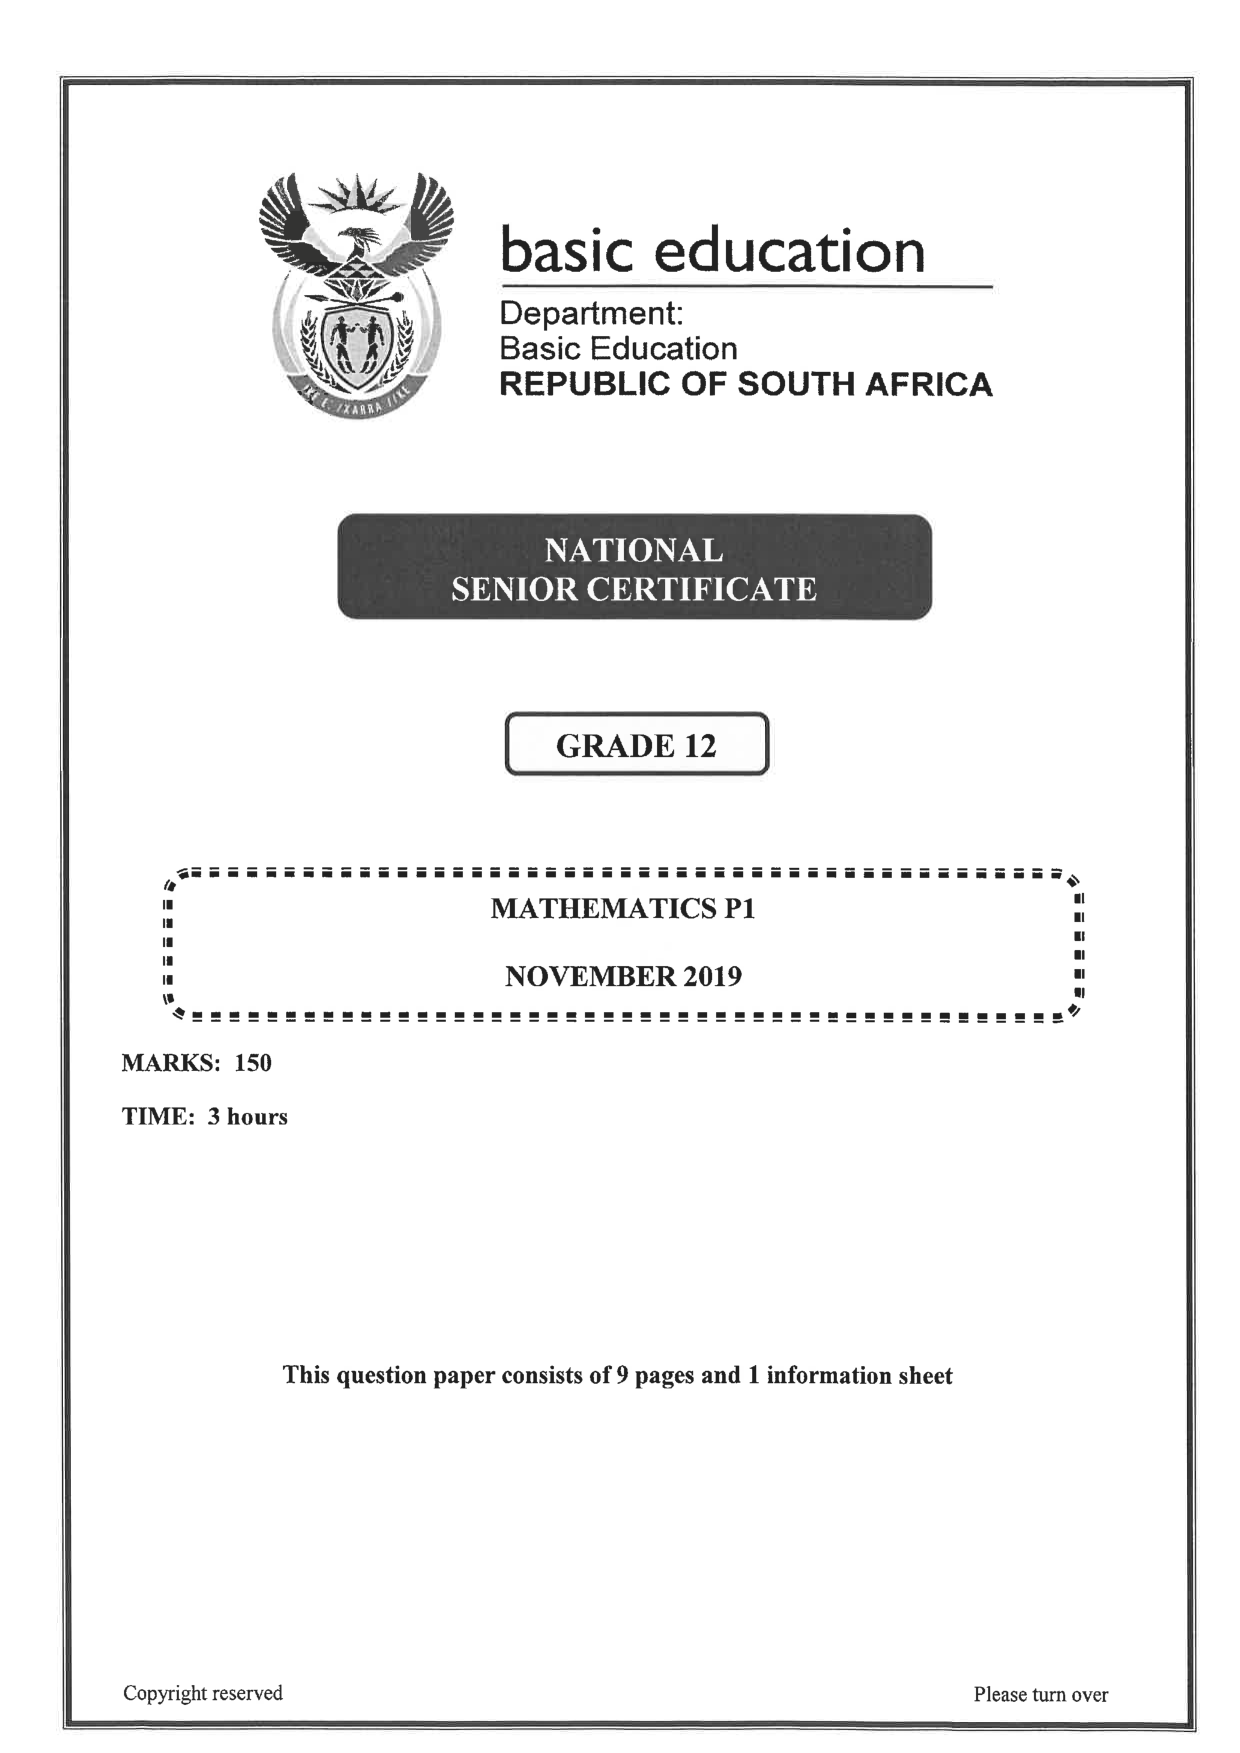 basic education
Department:
Basic Education
REPUBLIC OF SOUTH AFRICA
NATIONAL
SENIOR CERTIFICATE
GRADE 12
MATHEMATICS P1
NOVEMBER 2019
MARKS: 150
TIME: 3 hours
This question paper consists of 9 pages and 1 information sheet
Copyright reserved
Please turn over